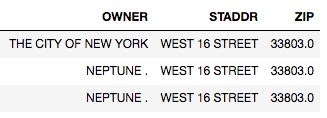 OWNER STADDR ZIP
THE CITY OF NEW YORK WEST 16 STREET 33803.0
NEPTUNE . WEST 16 STREET 33803.0
NEPTUNE . WEST 16 STREET 33803.0